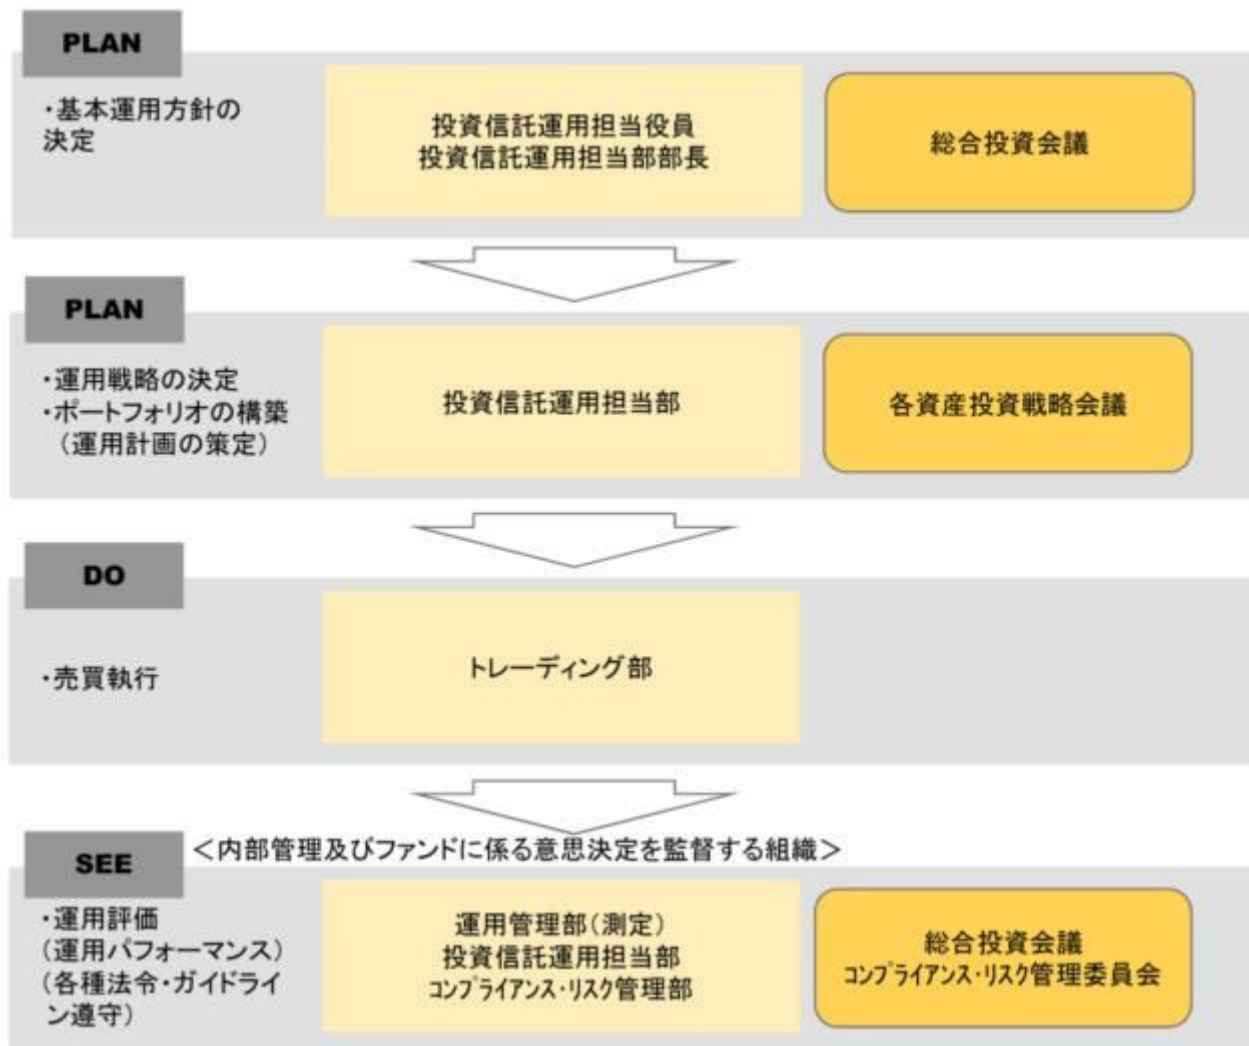 PLAN
・基本運用方針の
決定
投資信託運用担当役員
投資信託運用担当部部長
総合投資会議
PLAN
・運用戦略の決定
・ポートフォリオの構築
（運用計画の策定）
投資信託運用担当部
各資産投資戦略会議
DO
・売買執行
トレーディング部
＜内部管理及びファンドに係る意思決定を監督する組織＞
SEE
・運用評価
(運用パフォーマンス)
(各種法令・ガイドライ
ン遵守)
運用管理部(測定)
投資信託運用担当部
ｺﾝﾌﾟﾗｲｱﾝｽ・ﾘｽｸ管理部
総合投資会議
ｺﾝﾌﾟﾗｲｱﾝｽ・ﾘｽｸ管理委員会